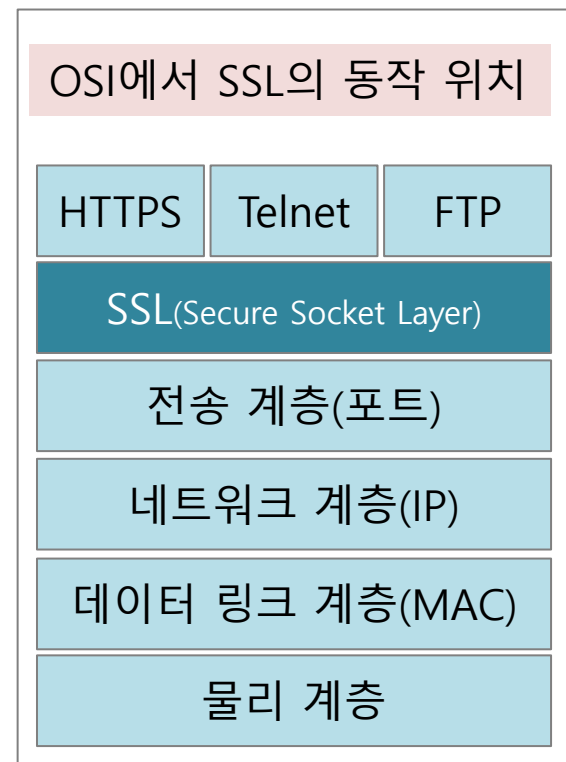 OSI에서 SSL의 동작 위치
HTTPS Telnet FTP
SSL(Secure Socket Layer)
전송 계층(포트)
네트워크 계층(IP)
데이터 링크 계층(MAC)
물리 계층